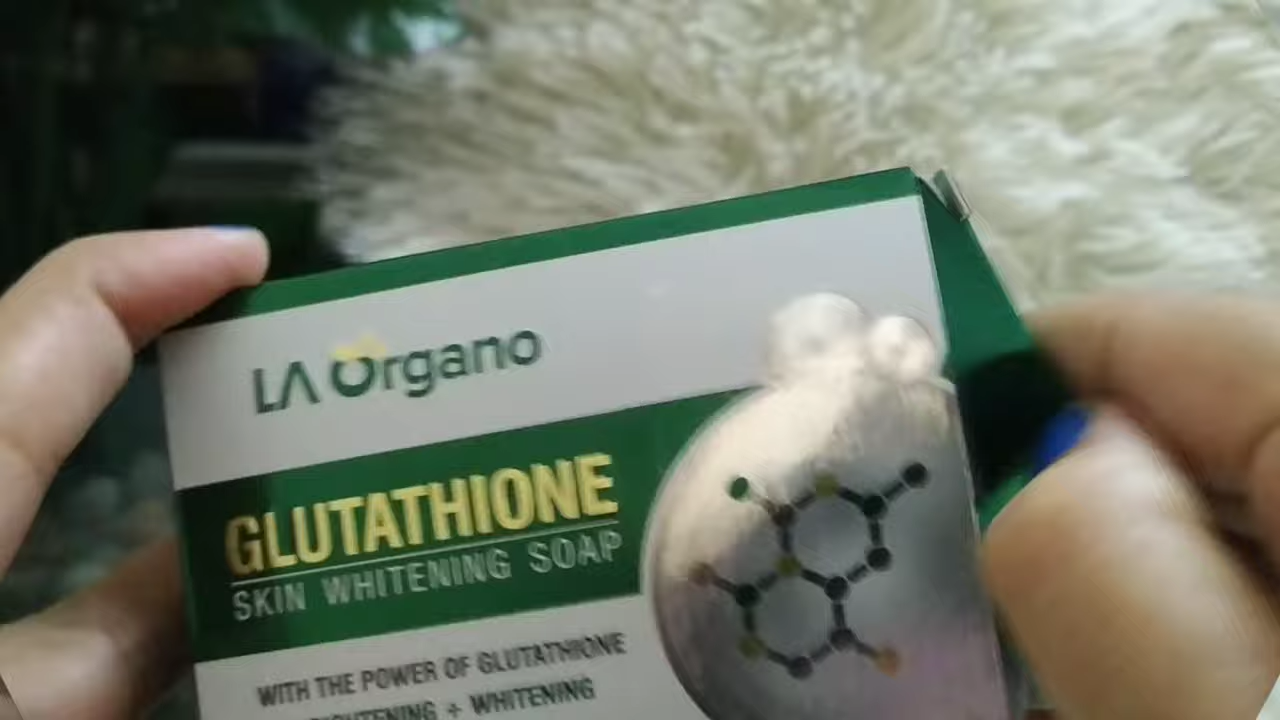 LA Organo
GLUTATHIONE
SKIN WHITENING SOAP
WITH THE POWER OF GLUTATHIONE
+ WHITENING